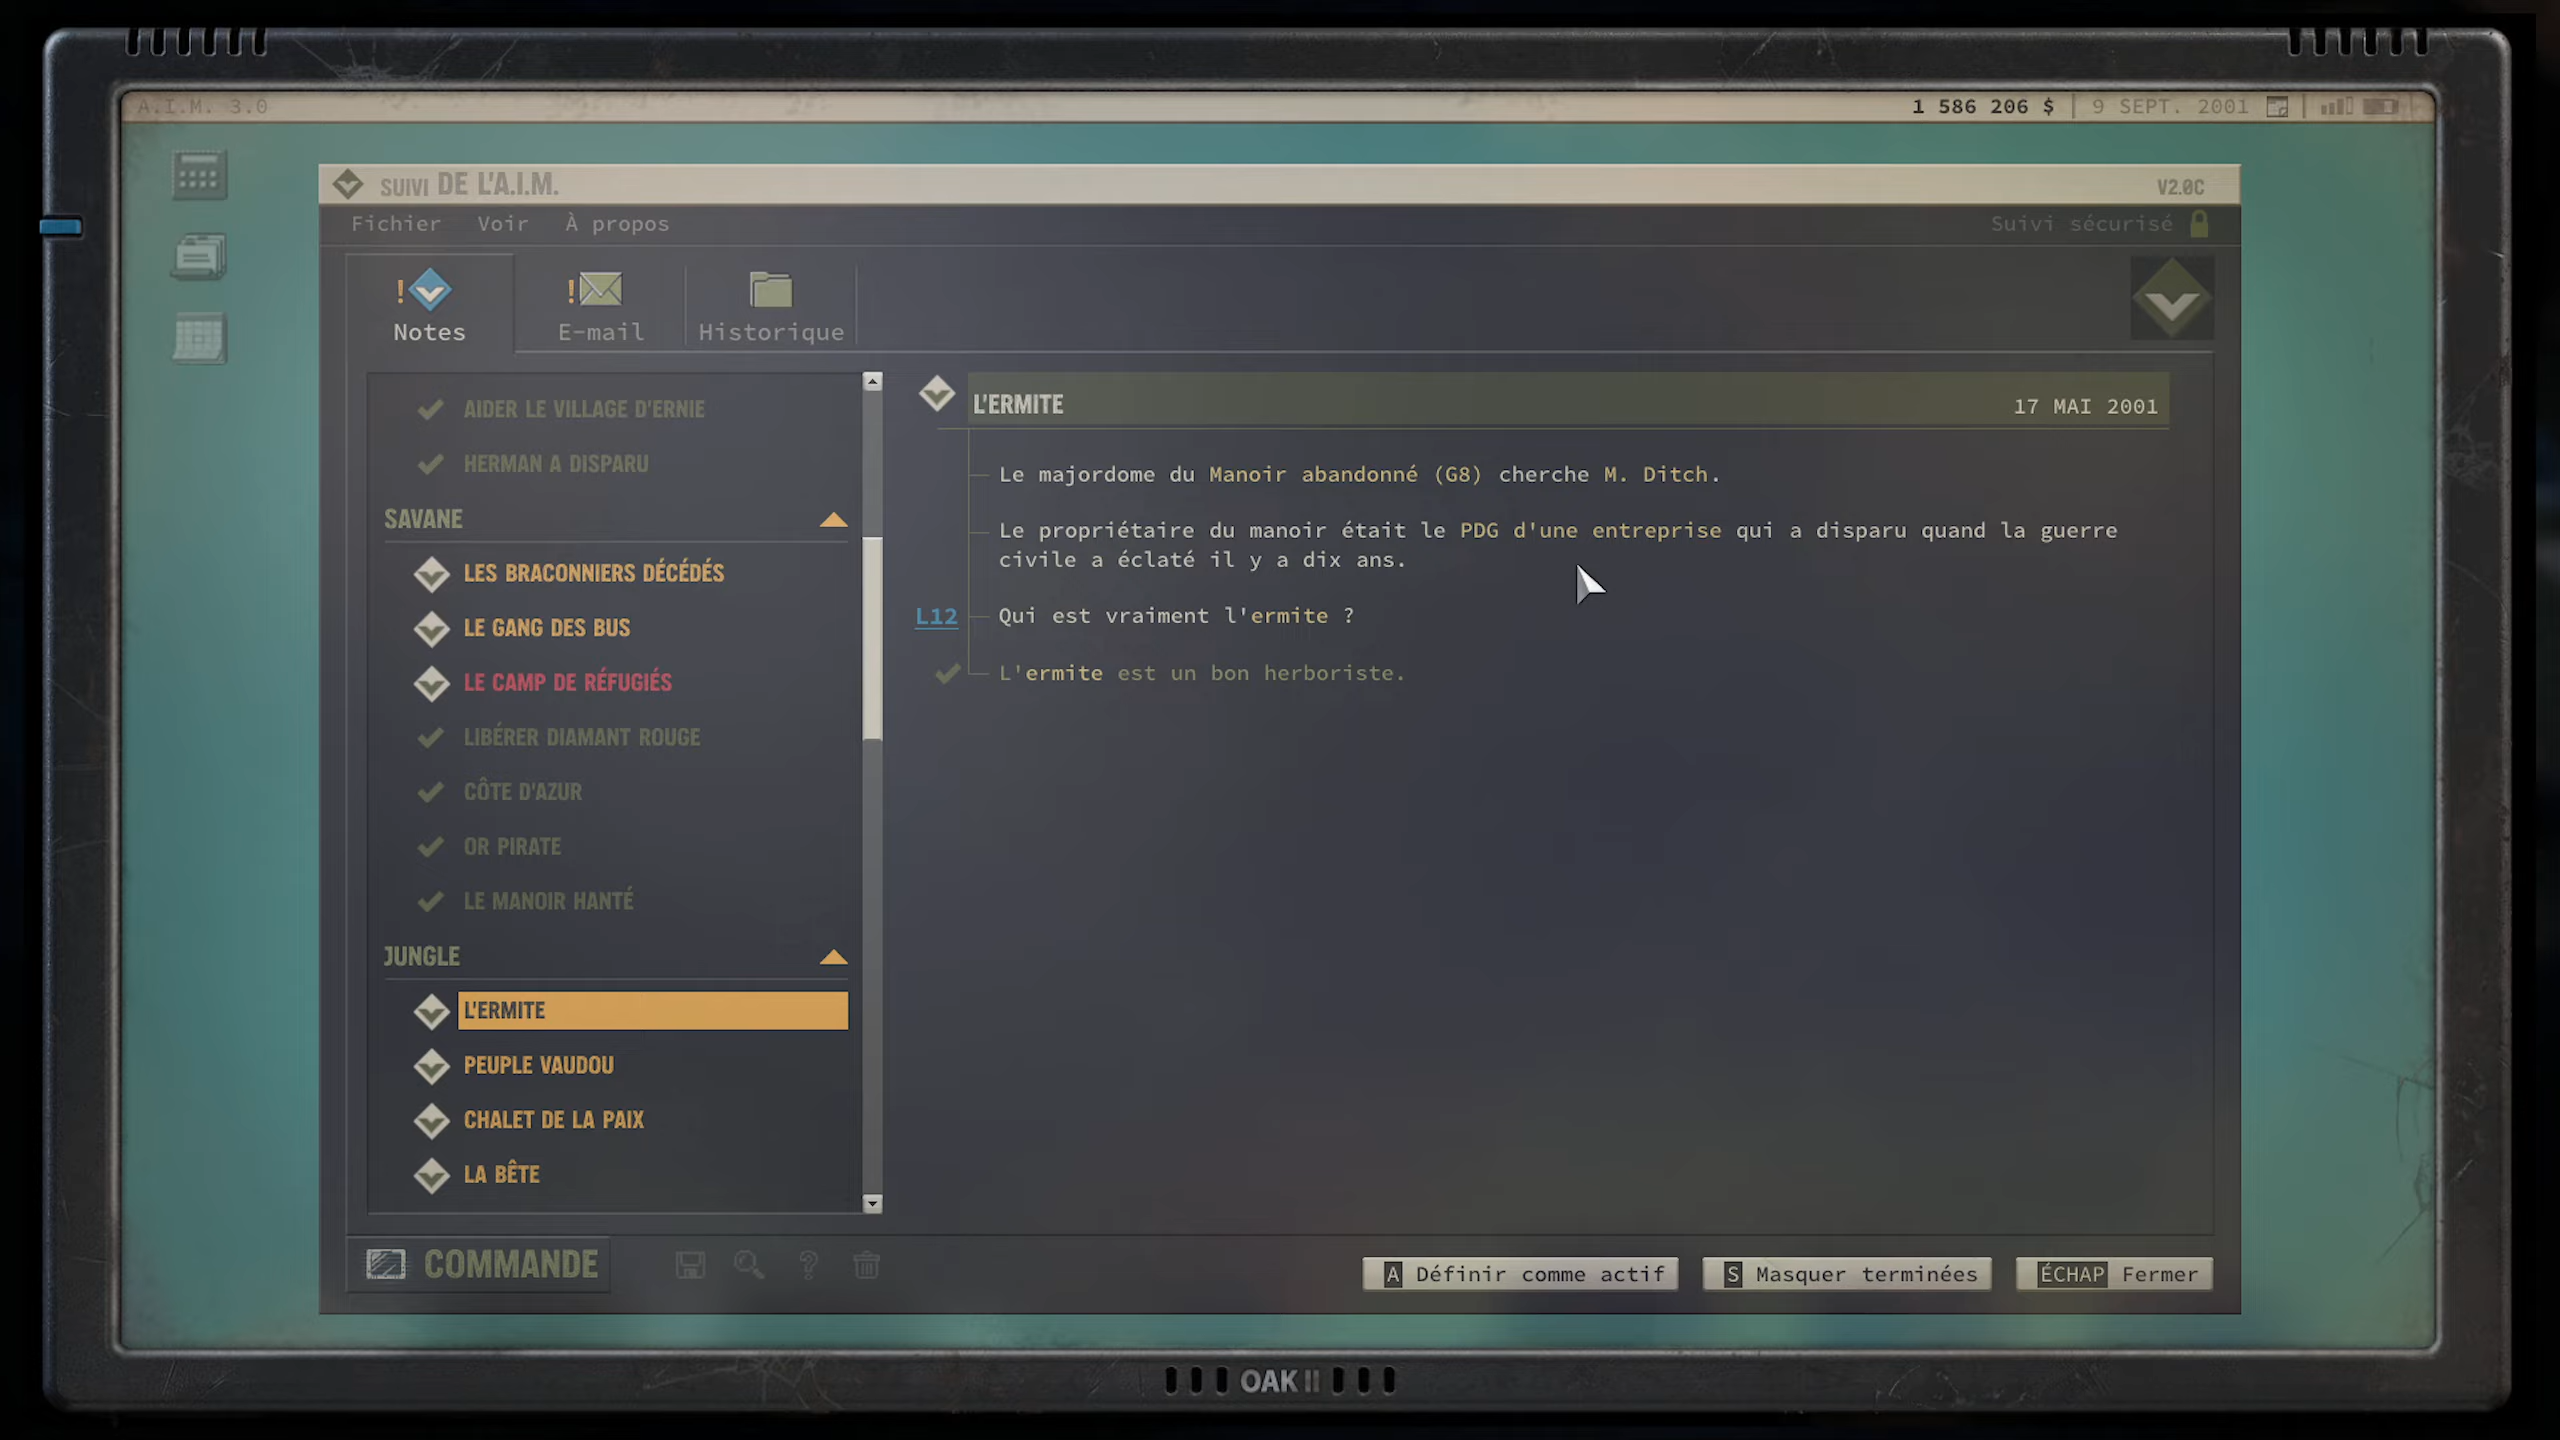 A.I.M. 3.0
1 586 206 $ | 9 SEPT. 2001
SUIVI DE L'A.I.M.
V2.0C
Fichier Voir À propos
Suivi sécurisé
! Notes
! E-mail
Historique
AIDER LE VILLAGE D'ERNIE
HERMAN A DISPARU
SAVANE
LES BRACONNIERS DÉCÉDÉS
LE GANG DES BUS
LE CAMP DE RÉFUGIÉS
LIBÉRER DIAMANT ROUGE
CÔTE D'AZUR
OR PIRATE
LE MANOIR HANTÉ
JUNGLE
L'ERMITE
PEUPLE VAUDOU
CHALET DE LA PAIX
LA BÊTE
L'ERMITE
17 MAI 2001
Le majordome du Manoir abandonné (G8) cherche M. Ditch.
Le propriétaire du manoir était le PDG d'une entreprise qui a disparu quand la guerre
civile a éclaté il y a dix ans.
L12 Qui est vraiment l'ermite ?
L'ermite est un bon herboriste.
COMMANDE
?
A Définir comme actif
S Masquer terminées
ÉCHAP Fermer
OAK II